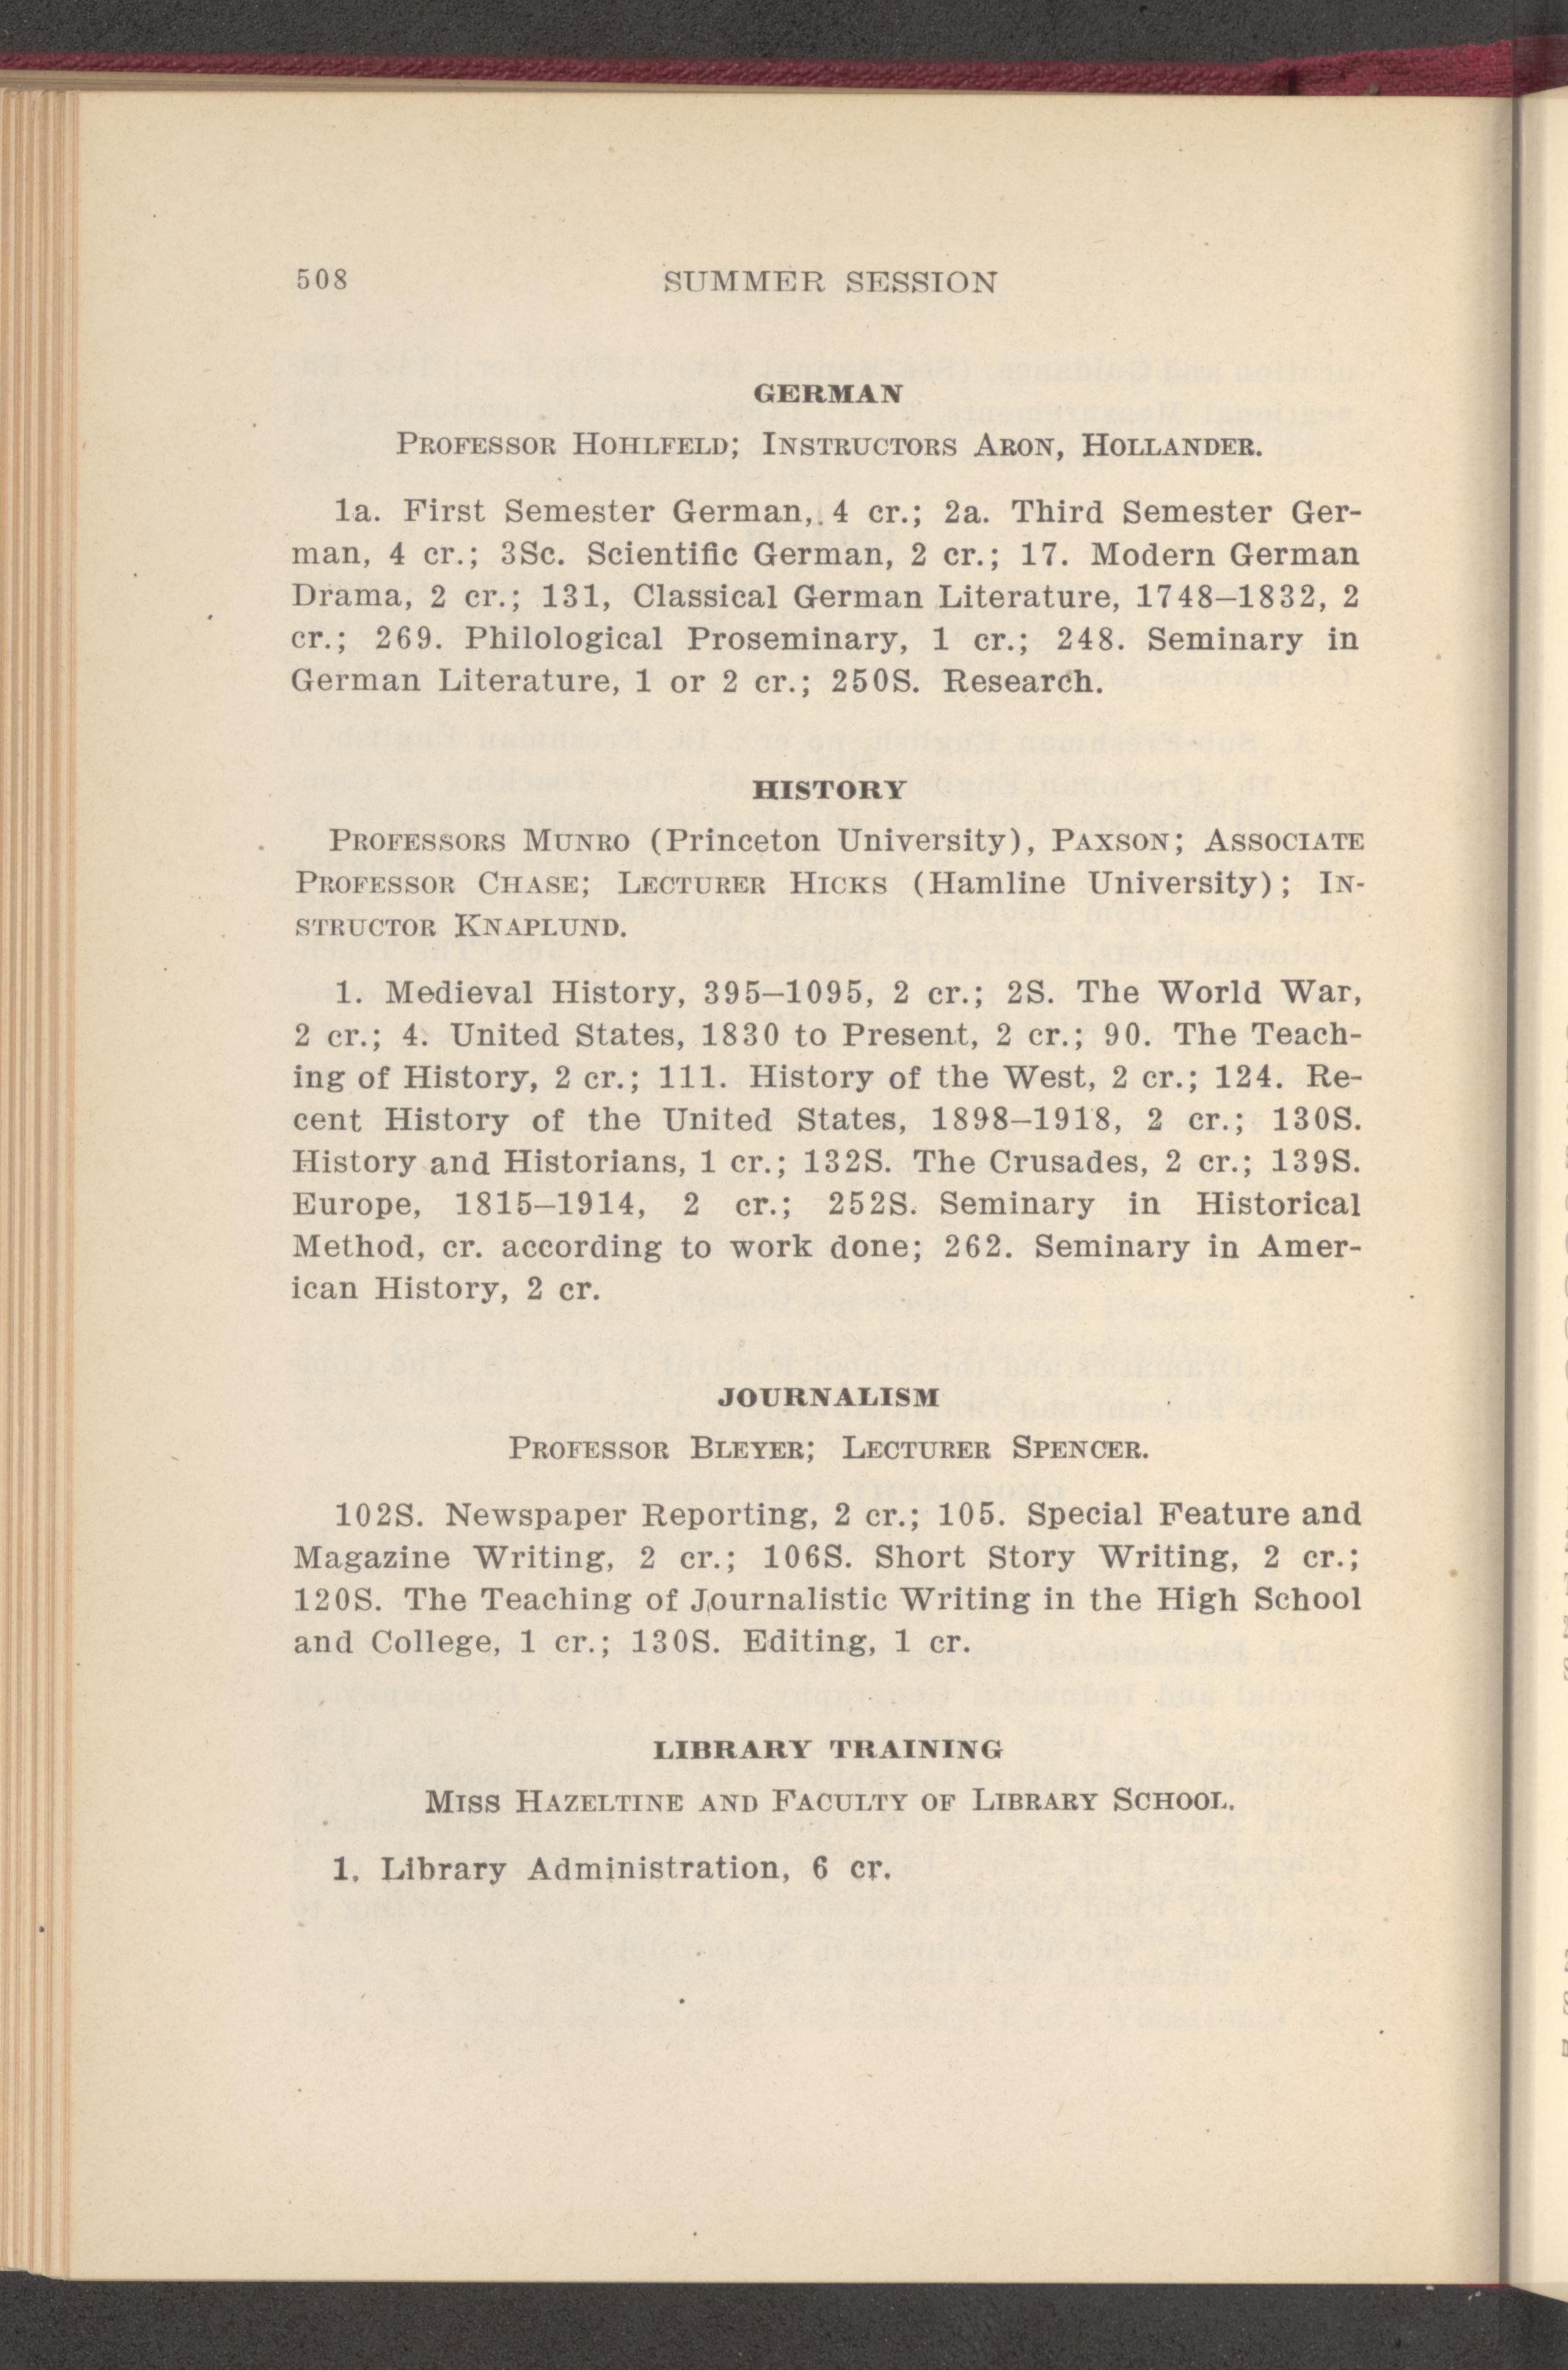 508 SUMMER SESSION
GERMAN
PROFESSOR HOHLFELD; INSTRUCTORS ARON, HOLLANDER.
1a. First Semester German, 4 cr.; 2a. Third Semester Ger-
man, 4 cr.; 3Sc. Scientific German, 2 cr.; 17. Modern German
Drama, 2 cr.; 131, Classical German Literature, 1748–1832, 2
cr.; 269. Philological Proseminary, 1 cr.; 248. Seminary in
German Literature, 1 or 2 cr.; 250S. Research.
HISTORY
PROFESSORS MUNRO (Princeton University), PAXSON; ASSOCIATE
PROFESSOR CHASE; LECTURER HICKS (Hamline University); IN-
STRUCTOR KNAPLUND.
1. Medieval History, 395–1095, 2 cr.; 2S. The World War,
2 cr.; 4. United States, 1830 to Present, 2 cr.; 90. The Teach-
ing of History, 2 cr.; 111. History of the West, 2 cr.; 124. Re-
cent History of the United States, 1898–1918, 2 cr.; 130S.
History and Historians, 1 cr.; 132S. The Crusades, 2 cr.; 139S.
Europe, 1815–1914, 2 cr.; 252S. Seminary in Historical
Method, cr. according to work done; 262. Seminary in Amer-
ican History, 2 cr.
JOURNALISM
PROFESSOR BLEYER; LECTURER SPENCER.
102S. Newspaper Reporting, 2 cr.; 105. Special Feature and
Magazine Writing, 2 cr.; 106S. Short Story Writing, 2 cr.;
120S. The Teaching of Journalistic Writing in the High School
and College, 1 cr.; 130S. Editing, 1 cr.
LIBRARY TRAINING
MISS HAZELTINE AND FACULTY OF LIBRARY SCHOOL.
1. Library Administration, 6 cr.